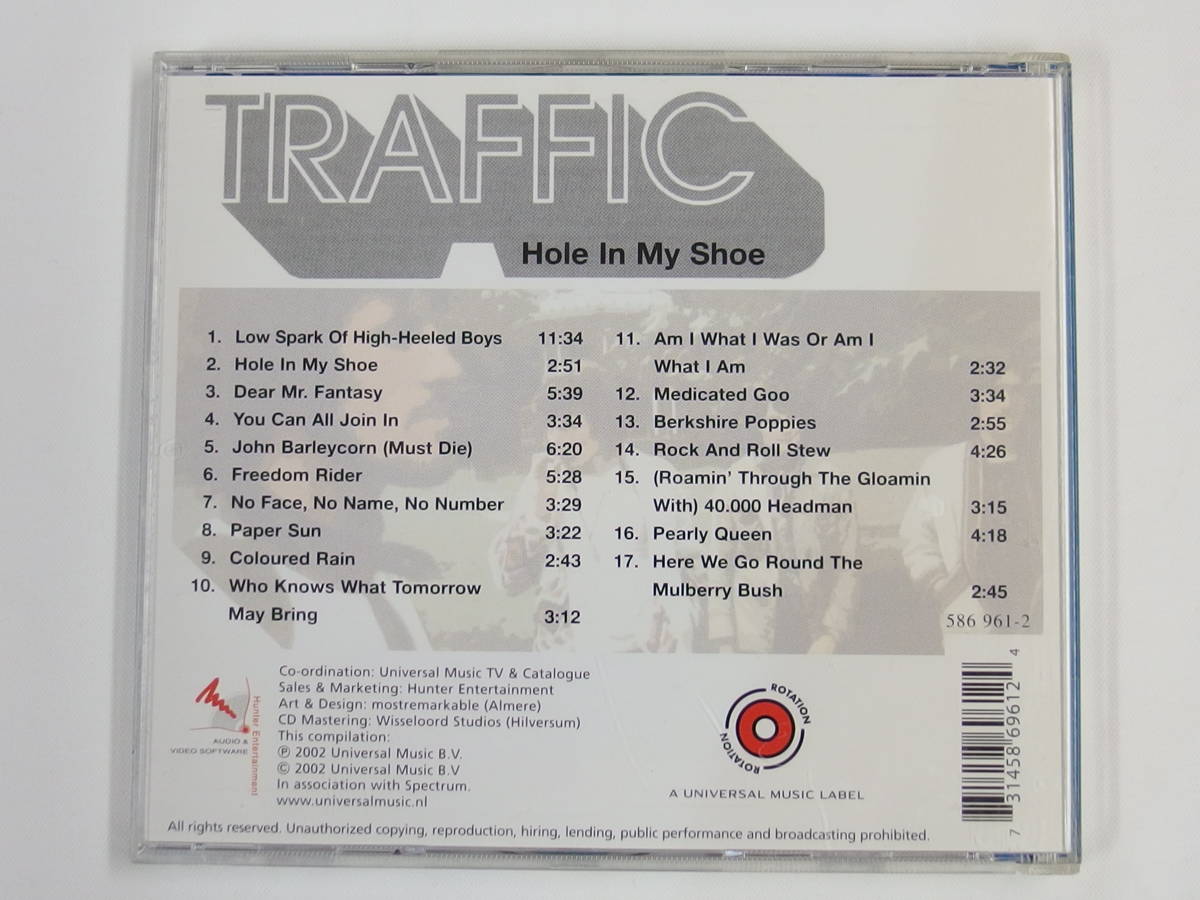 TRAFFIC
Hole In My Shoe
1. Low Spark Of High-Heeled Boys 11:34
2. Hole In My Shoe 2:51
3. Dear Mr. Fantasy 5:39
4. You Can All Join In 3:34
5. John Barleycorn (Must Die) 6:20
6. Freedom Rider 5:28
7. No Face, No Name, No Number 3:29
8. Paper Sun 3:22
9. Coloured Rain 2:43
10. Who Knows What Tomorrow
May Bring 3:12
11. Am I What I Was Or Am I
What I Am 2:32
12. Medicated Goo 3:34
13. Berkshire Poppies 2:55
14. Rock And Roll Stew 4:26
15. (Roamin' Through The Gloamin
With) 40.000 Headman 3:15
16. Pearly Queen 4:18
17. Here We Go Round The
Mulberry Bush 2:45
586 961-2
AUDIO &
VIDEO SOFTWARE
Hunter Entertainment
Co-ordination: Universal Music TV & Catalogue
Sales & Marketing: Hunter Entertainment
Art & Design: mostremarkable (Almere)
CD Mastering: Wisseloord Studios (Hilversum)
This compilation:
℗ 2002 Universal Music B.V.
© 2002 Universal Music B.V
In association with Spectrum.
www.universalmusic.nl
ROTATION
ROTATION
A UNIVERSAL MUSIC LABEL
7 31458 69612 4
All rights reserved. Unauthorized copying, reproduction, hiring, lending, public performance and broadcasting prohibited.